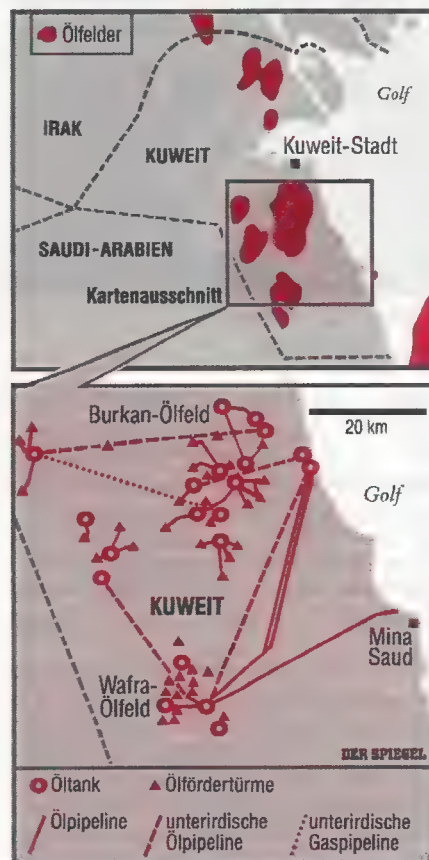 Ölfelder
Golf
IRAK
KUWEIT
Kuweit-Stadt
SAUDI-ARABIEN
Kartenausschnitt
Burkan-Ölfeld
20 km
Golf
KUWEIT
Mina
Saud
Wafra-
Ölfeld
DER SPIEGEL
Öltank
Ölfördertürme
Ölpipeline
unterirdische
Ölpipeline
unterirdische
Gaspipeline